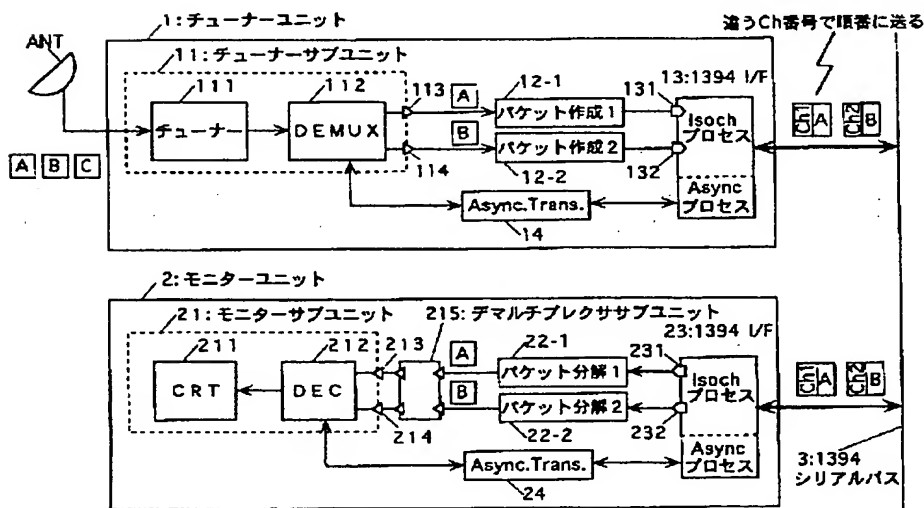 1:チューナーユニット
違うCh番号で順番に送る
ANT
11:チューナーサブユニット
111
112
113
A
12-1
131
13:1394 I/F
チューナー
DEMUX
パケット作成1
Isoch
プロセス
Ch1
A
Ch2
B
B
パケット作成2
A
B
C
114
12-2
132
Async.Trans.
Async
プロセス
14
2:モニターユニット
21:モニターサブユニット
215:デマルチプレクササブユニット
211
212
213
A
22-1
231
23:1394 I/F
CRT
DEC
パケット分解1
Isoch
プロセス
Ch1
A
Ch2
B
B
パケット分解2
214
22-2
232
Async.Trans.
Async
プロセス
24
3:1394
シリアルバス